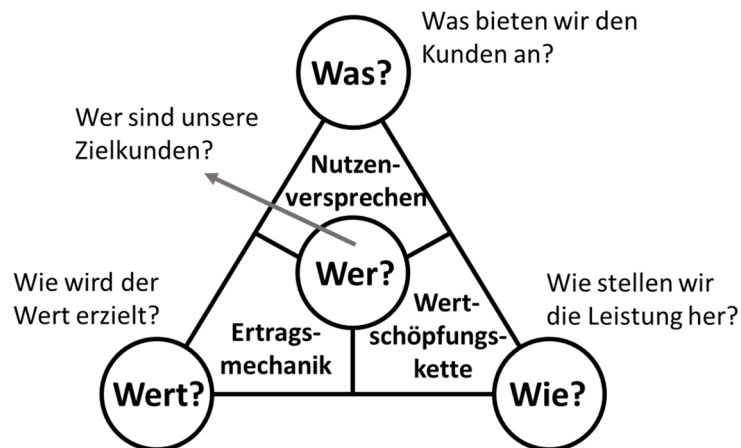 Was bieten wir den
Kunden an?
Was?
Wer sind unsere
Zielkunden?
Nutzen-
versprechen
Wer?
Wie wird der
Wert erzielt?
Wie stellen wir
die Leistung her?
Ertrags-
mechanik
Wert-
schöpfungs-
kette
Wert?
Wie?